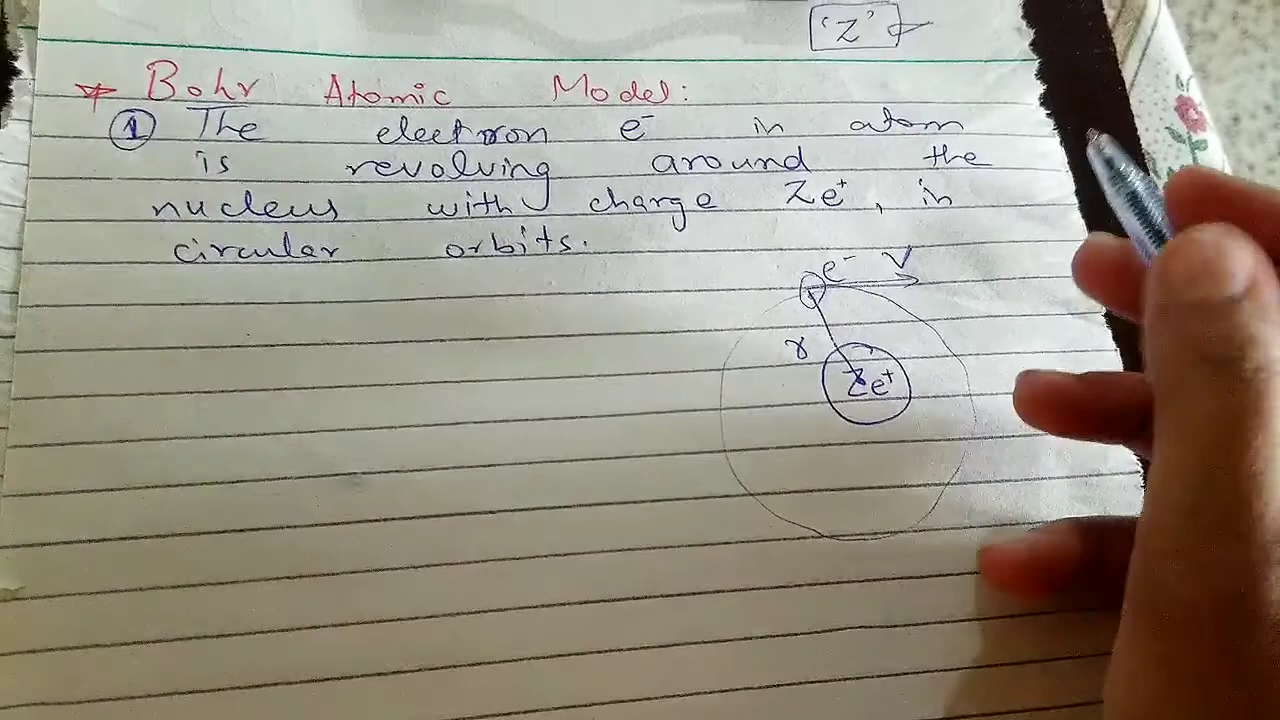 'Z'
* Bohr Atomic Model:
① The electron e⁻ in atom
is revolving around the
nucleus with charge Ze⁺, in
circular orbits.
e⁻ V
r
Ze⁺